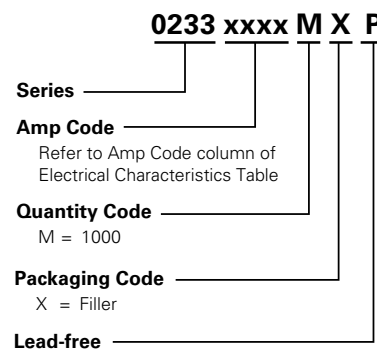 0233 xxxx M X P
Series
Amp Code
Refer to Amp Code column of
Electrical Characteristics Table
Quantity Code
M = 1000
Packaging Code
X = Filler
Lead-free